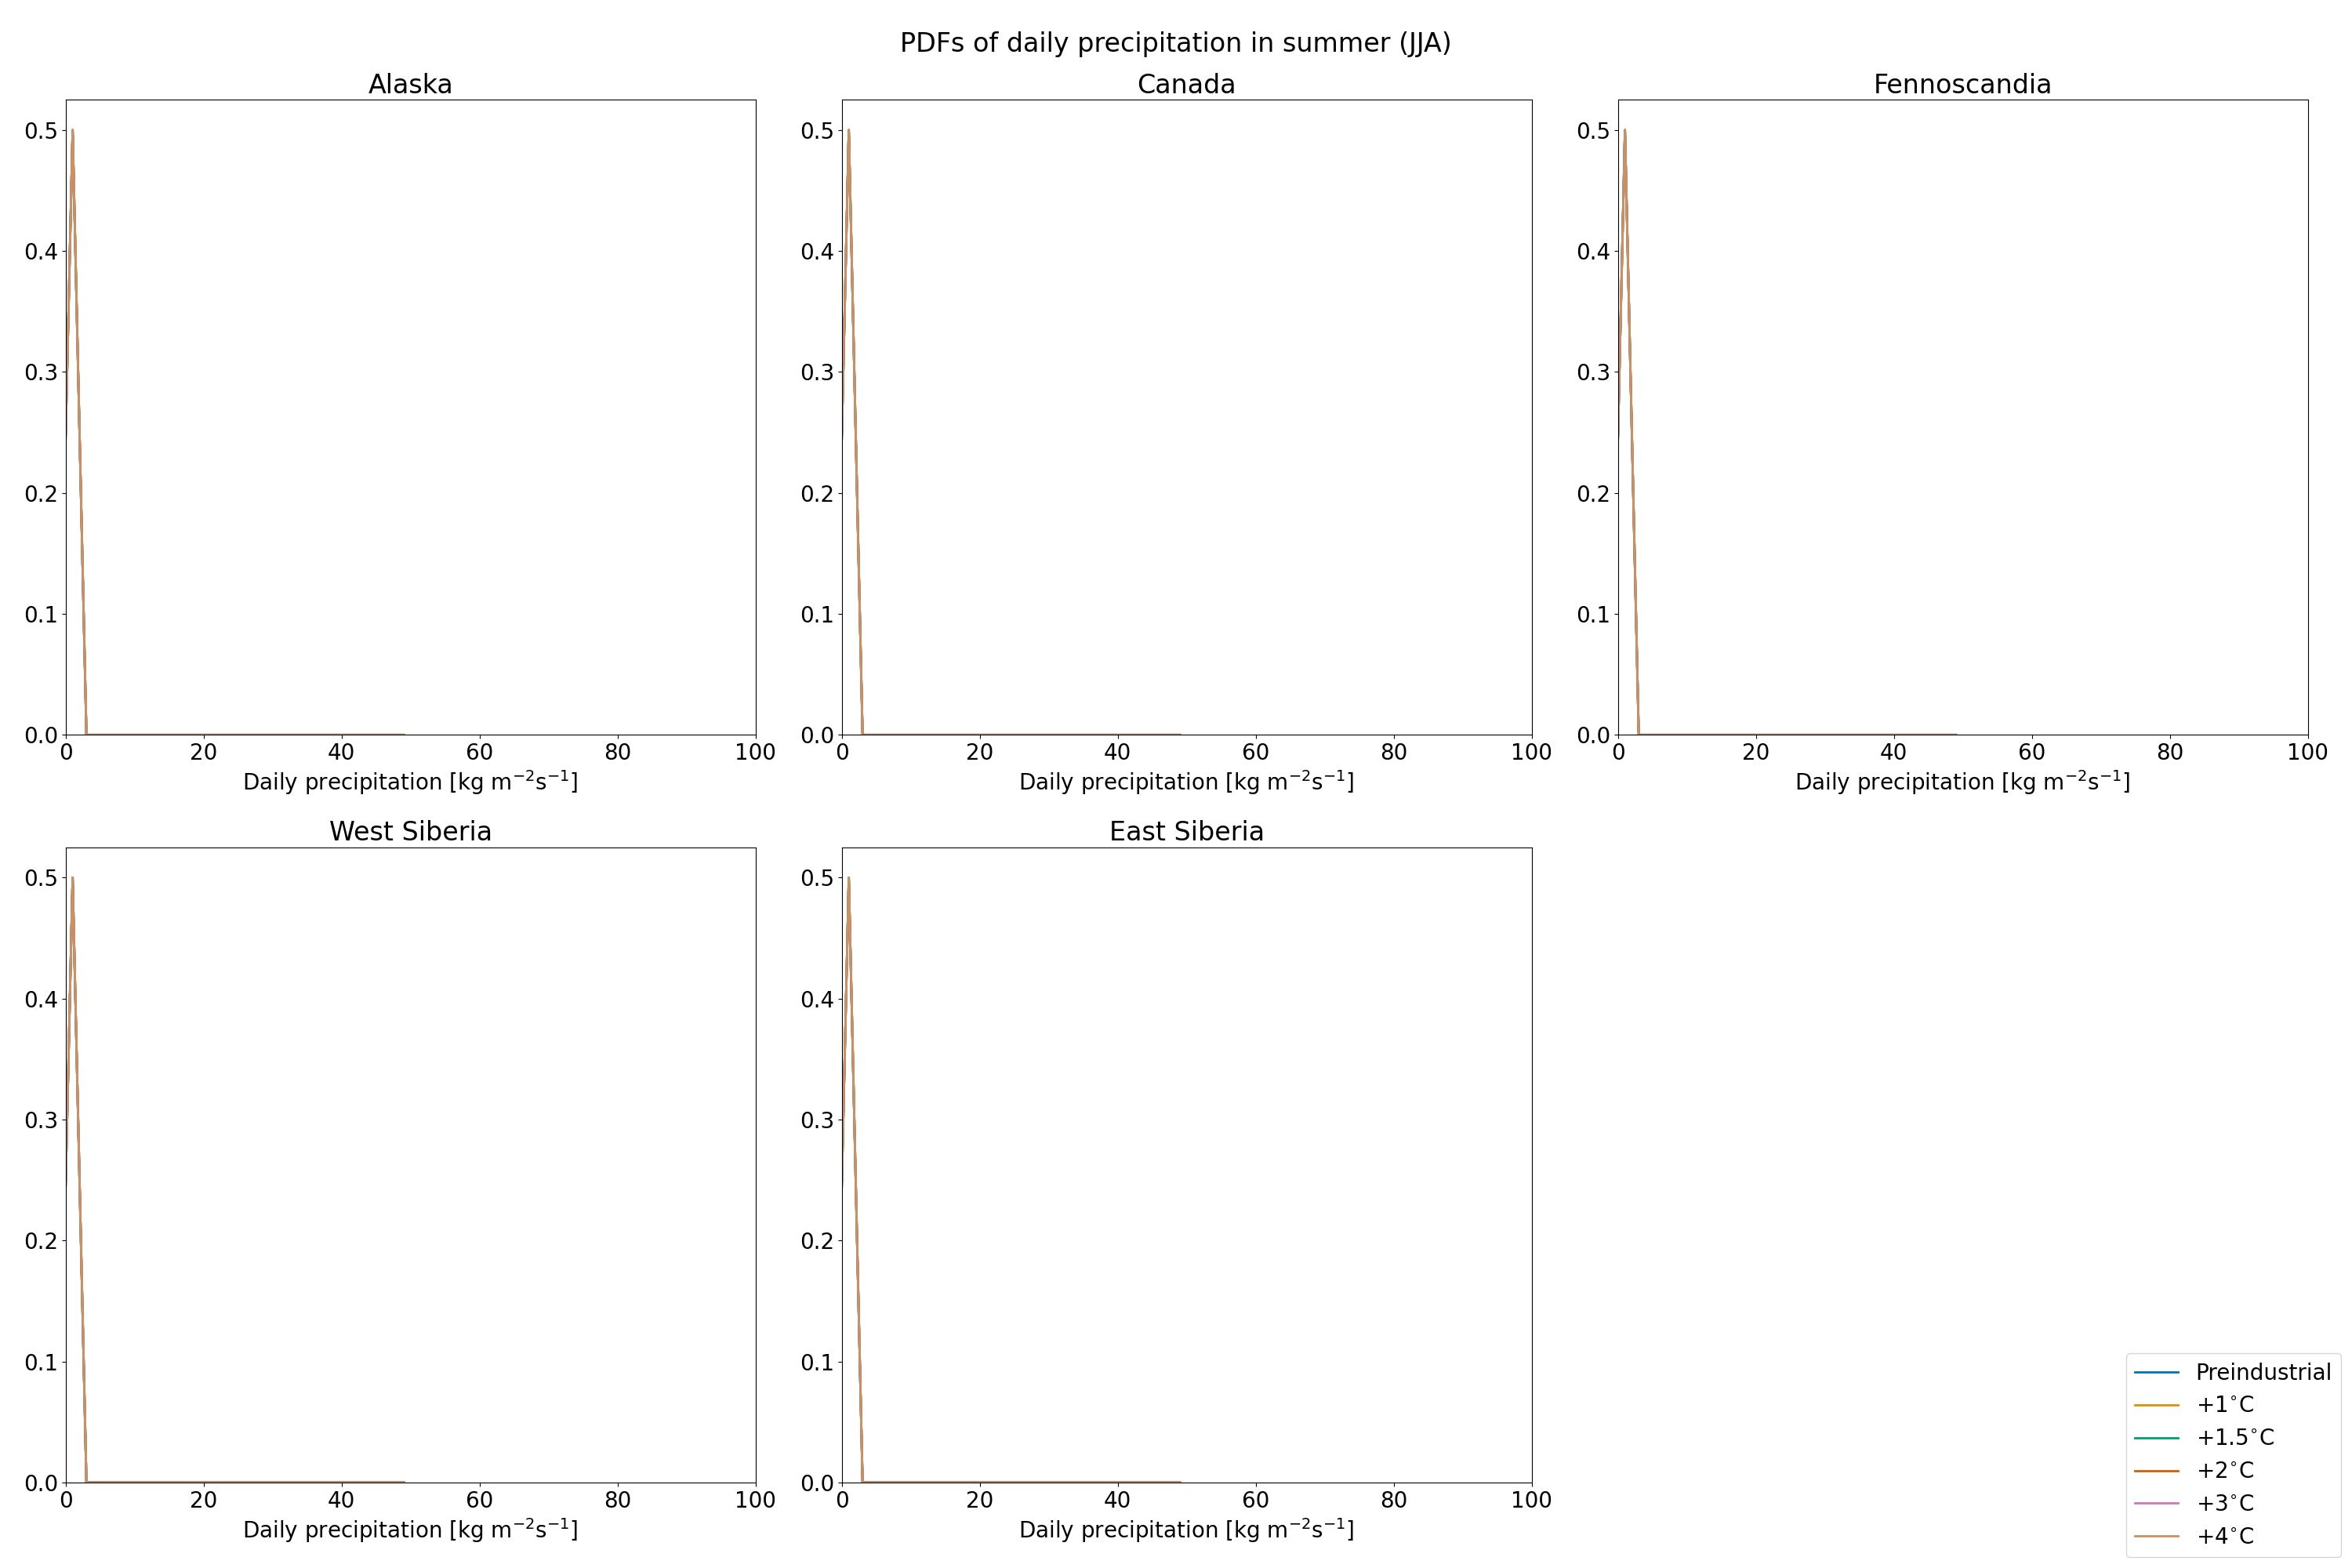 PDFs of daily precipitation in summer (JJA)
Alaska
0.5
0.4
0.3
0.2
0.1
0.0
0 20 40 60 80 100
Daily precipitation [kg m⁻²s⁻¹]
Canada
0.5
0.4
0.3
0.2
0.1
0.0
0 20 40 60 80 100
Daily precipitation [kg m⁻²s⁻¹]
Fennoscandia
0.5
0.4
0.3
0.2
0.1
0.0
0 20 40 60 80 100
Daily precipitation [kg m⁻²s⁻¹]
West Siberia
0.5
0.4
0.3
0.2
0.1
0.0
0 20 40 60 80 100
Daily precipitation [kg m⁻²s⁻¹]
East Siberia
0.5
0.4
0.3
0.2
0.1
0.0
0 20 40 60 80 100
Daily precipitation [kg m⁻²s⁻¹]
Preindustrial
+1°C
+1.5°C
+2°C
+3°C
+4°C